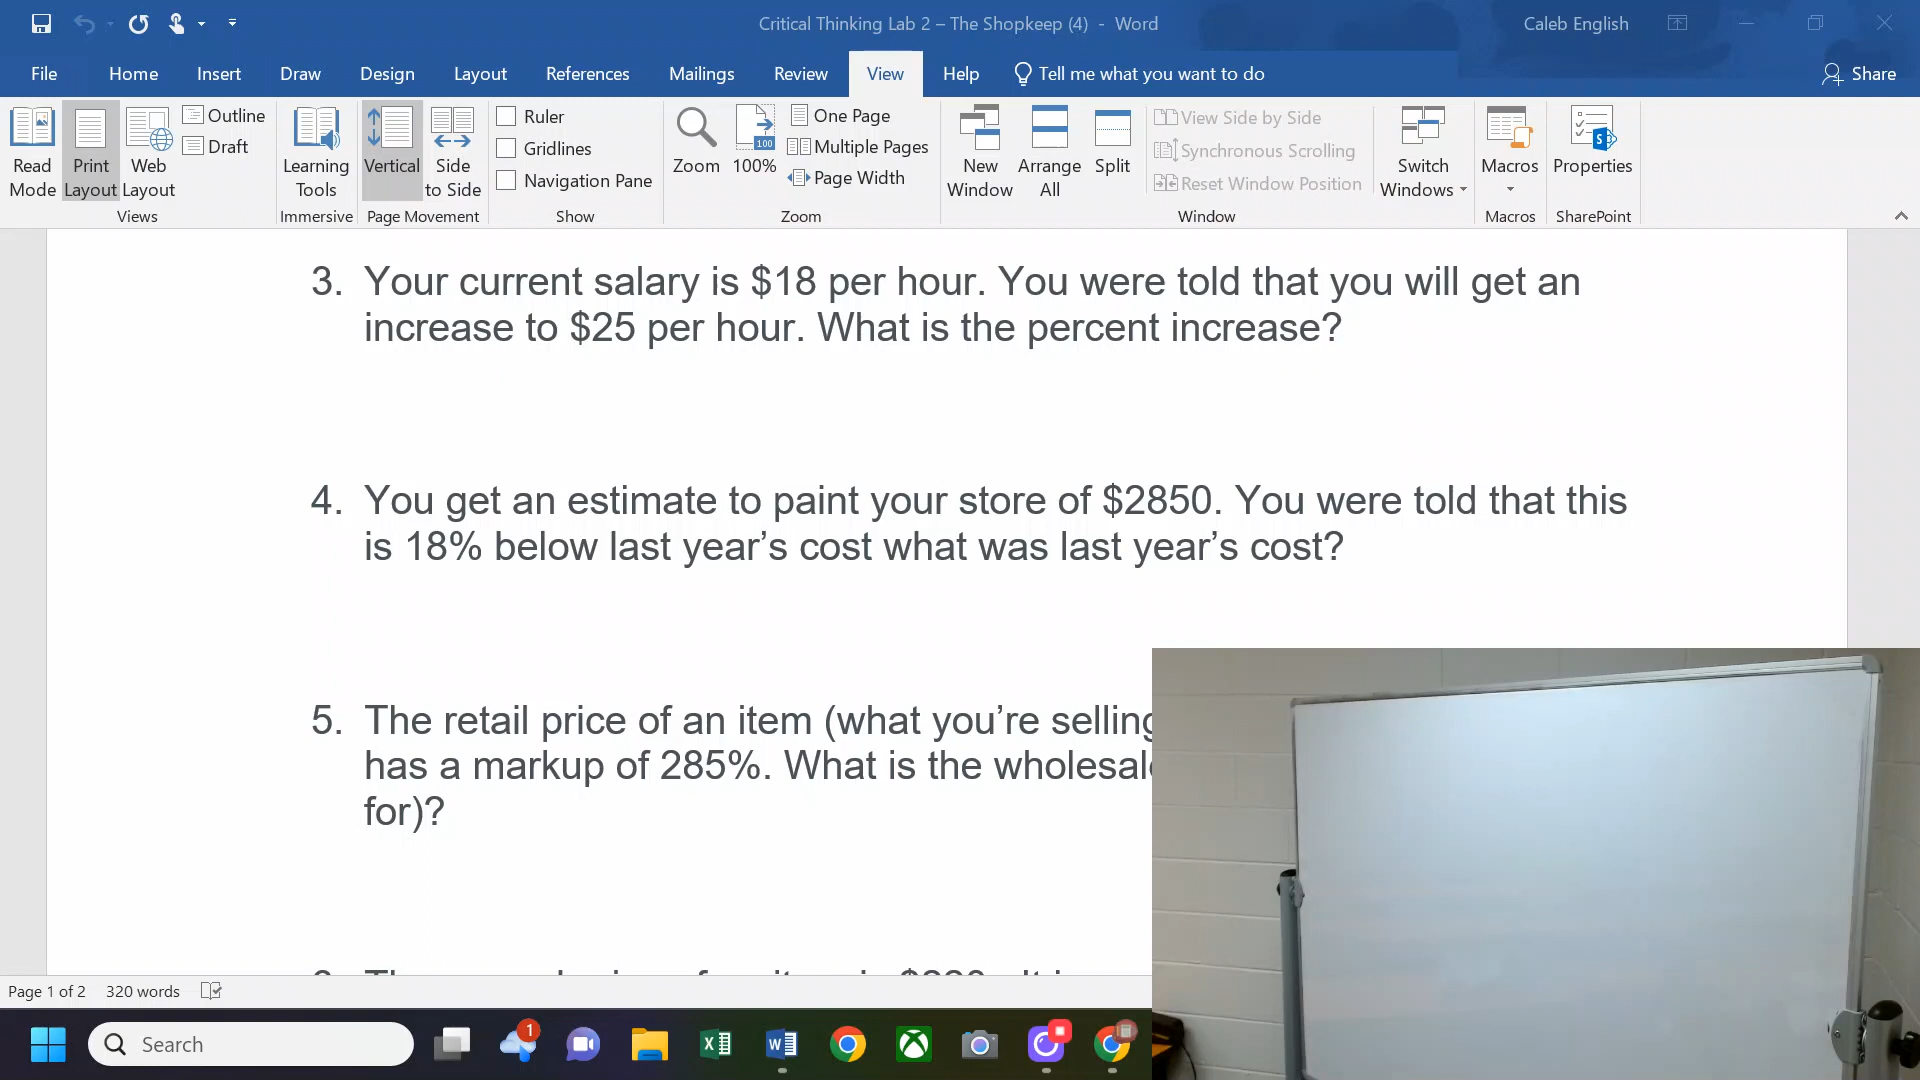 Critical Thinking Lab 2 – The Shopkeep (4) - Word
Caleb English
File Home Insert Draw Design Layout References Mailings Review View Help Tell me what you want to do Share
Read Mode
Print Layout
Web Layout
Outline
Draft
Views
Learning Tools
Immersive
Vertical
Side to Side
Page Movement
Ruler
Gridlines
Navigation Pane
Show
Zoom
100
100%
One Page
Multiple Pages
Page Width
Zoom
New Window
Arrange All
Split
View Side by Side
Synchronous Scrolling
Reset Window Position
Switch Windows
Window
Macros
Macros
Properties
SharePoint
3. Your current salary is $18 per hour. You were told that you will get an
increase to $25 per hour. What is the percent increase?
4. You get an estimate to paint your store of $2850. You were told that this
is 18% below last year’s cost what was last year’s cost?
5. The retail price of an item (what you’re selling
has a markup of 285%. What is the
for)?
Page 1 of 2 320 words
Search
1